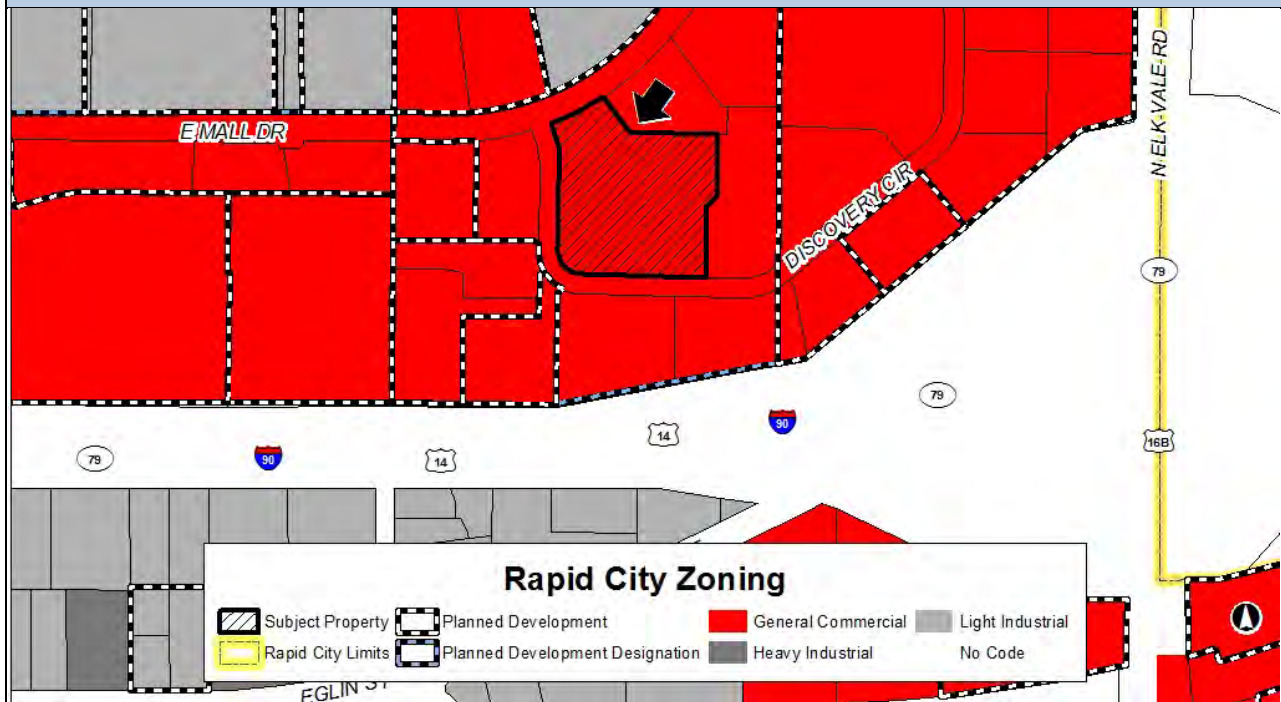 E MALL DR
N ELK VALE RD
DISCOVERY CIR
79
14
90
79
79
90
14
16B
Rapid City Zoning
Subject Property
Planned Development
General Commercial
Light Industrial
Rapid City Limits
Planned Development Designation
Heavy Industrial
No Code
EGLIN ST